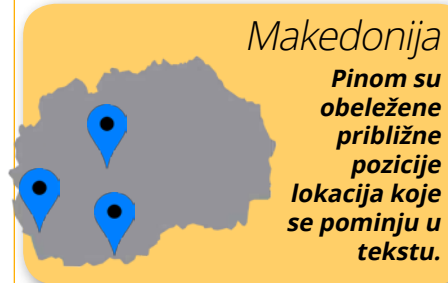 Makedonija
Pinom su
obeležene
približne
pozicije
lokacija koje
se pominju u
tekstu.